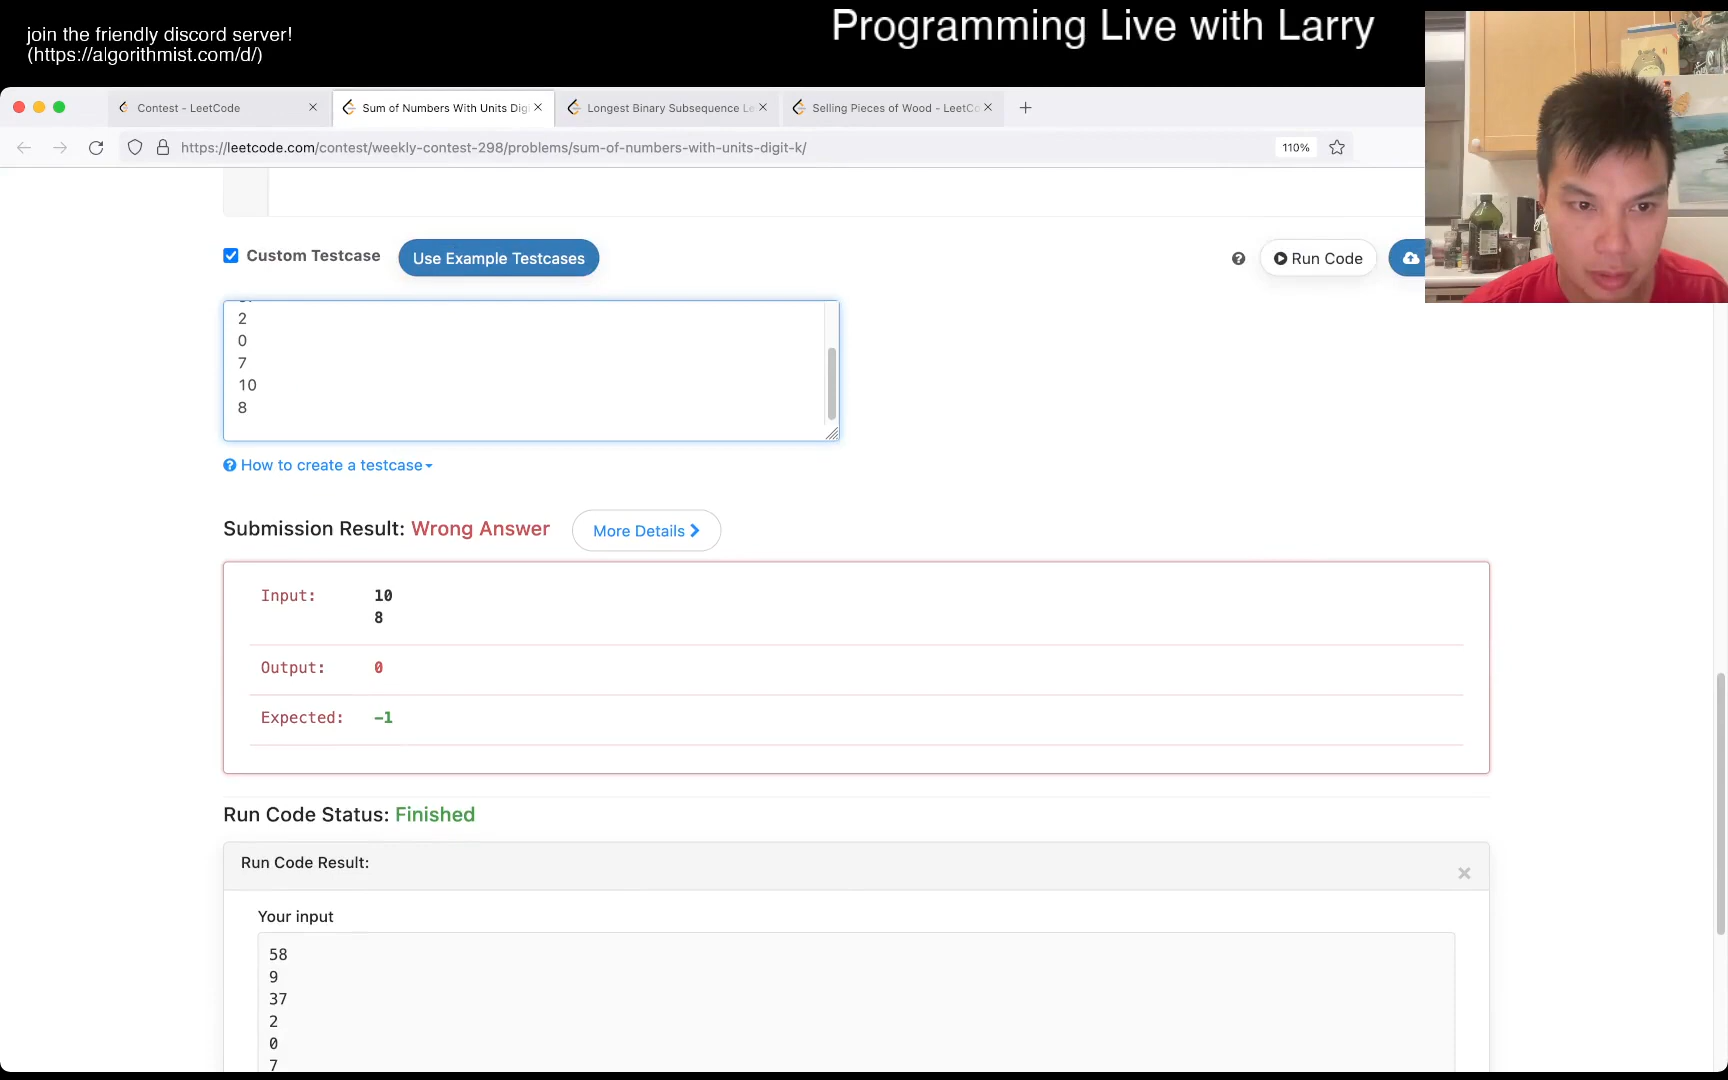 join the friendly discord server!
(https://algorithmist.com/d/)
Programming Live with Larry
Contest - LeetCode
Sum of Numbers With Units Digi
Longest Binary Subsequence Le
Selling Pieces of Wood - LeetCo
https://leetcode.com/contest/weekly-contest-298/problems/sum-of-numbers-with-units-digit-k/
110%
Custom Testcase
Use Example Testcases
Run Code
2
0
7
10
8
How to create a testcase
Submission Result: Wrong Answer
More Details
Input: 10
8
Output: 0
Expected: -1
Run Code Status: Finished
Run Code Result:
Your input
58
9
37
2
0
7